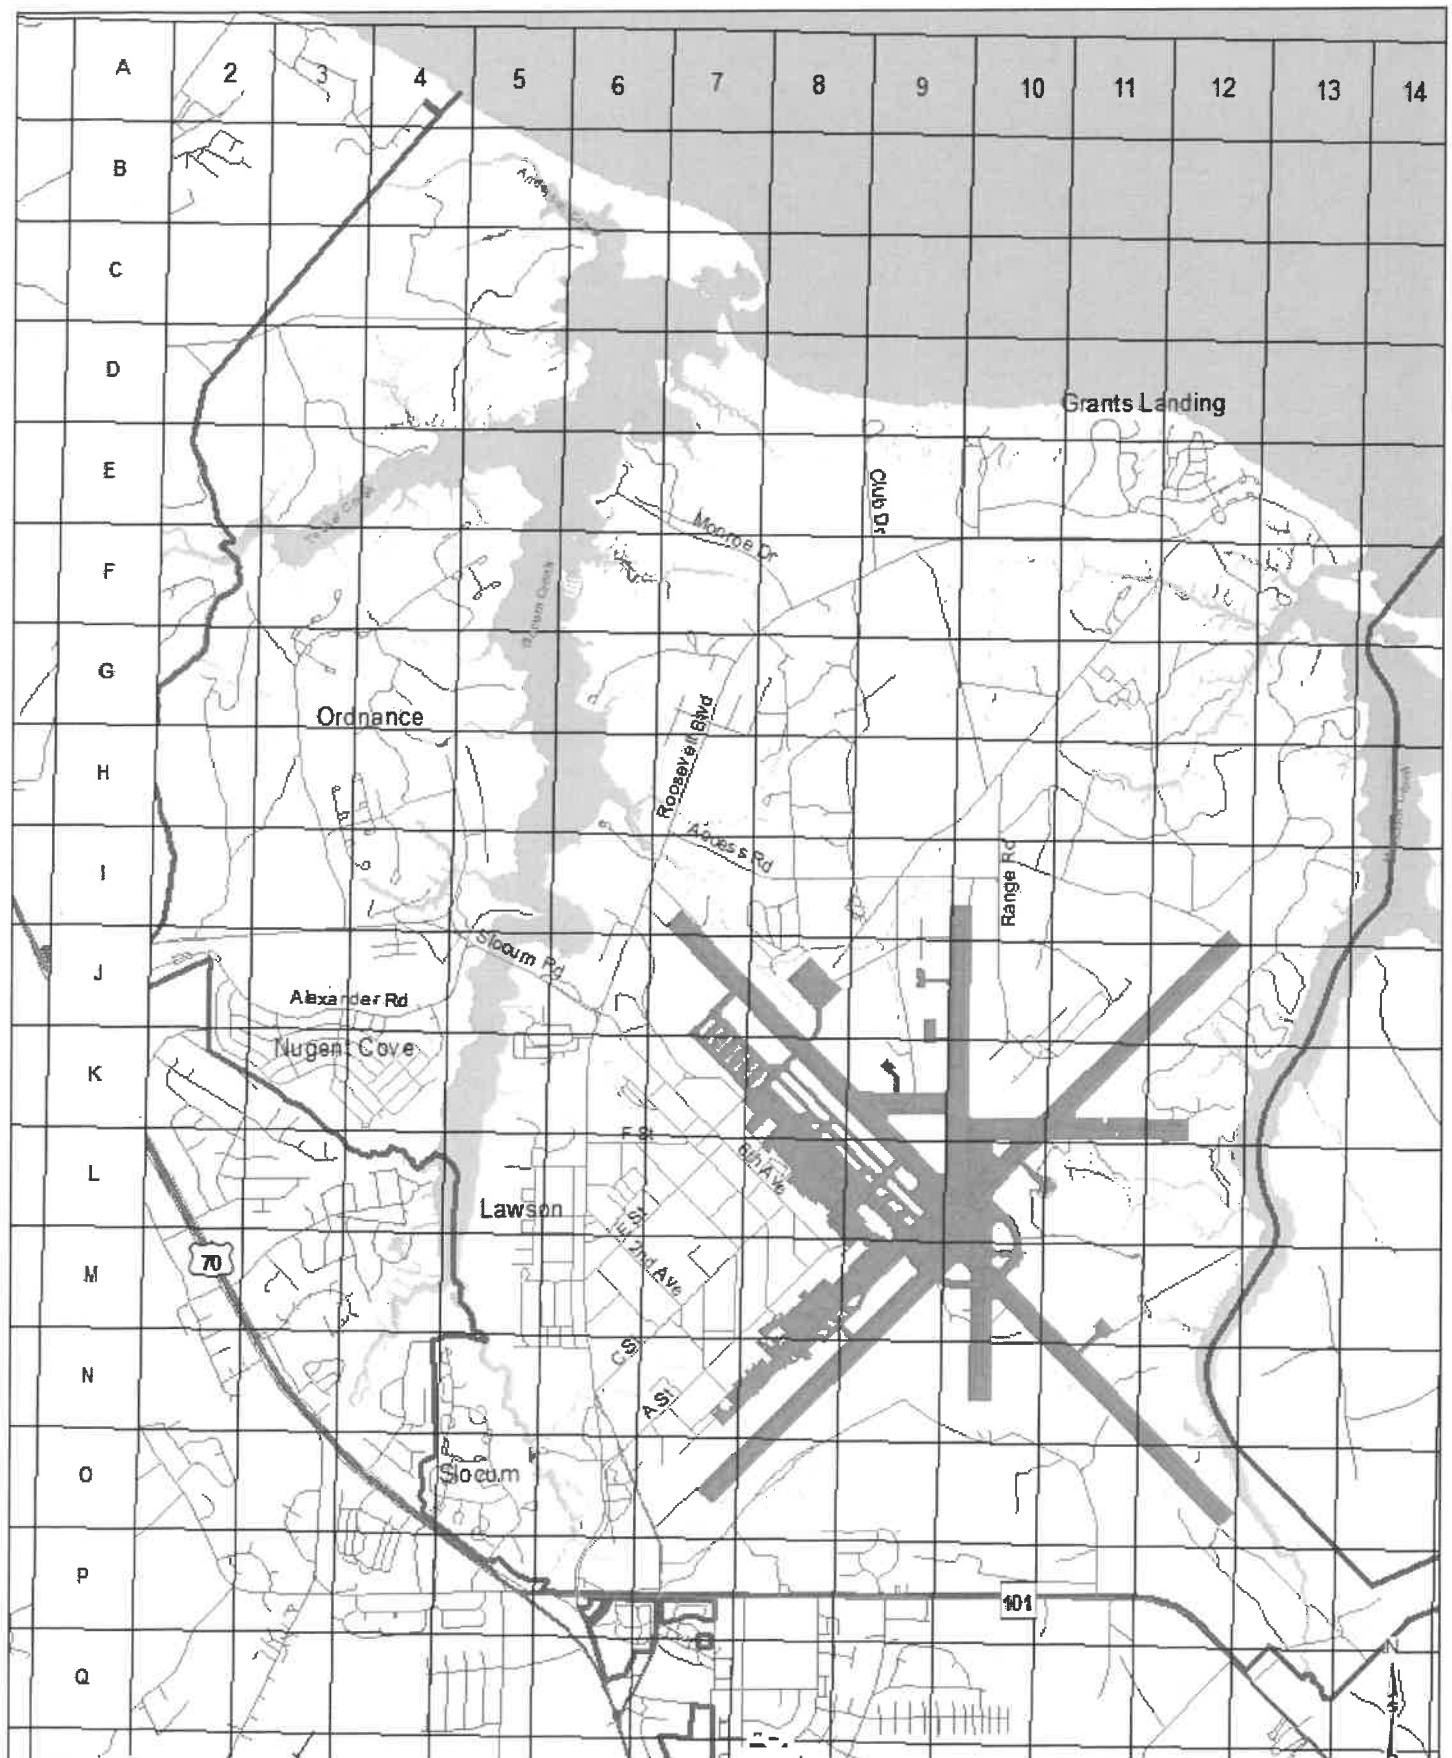 A 2 3 4 5 6 7 8 9 10 11 12 13 14
B
C
D
Grants Landing
E
Club Dr
Monroe Dr
F
G
Ordnance
Roosevelt Blvd
H
Access Rd
I
Range Rd
J
Slocum Rd
Alexander Rd
Nugent Cove
K
F St
6th Ave
L
Lawson
E St
E 2nd Ave
M
70
C St
N
A St
O
Slocum
P
101
N
Q